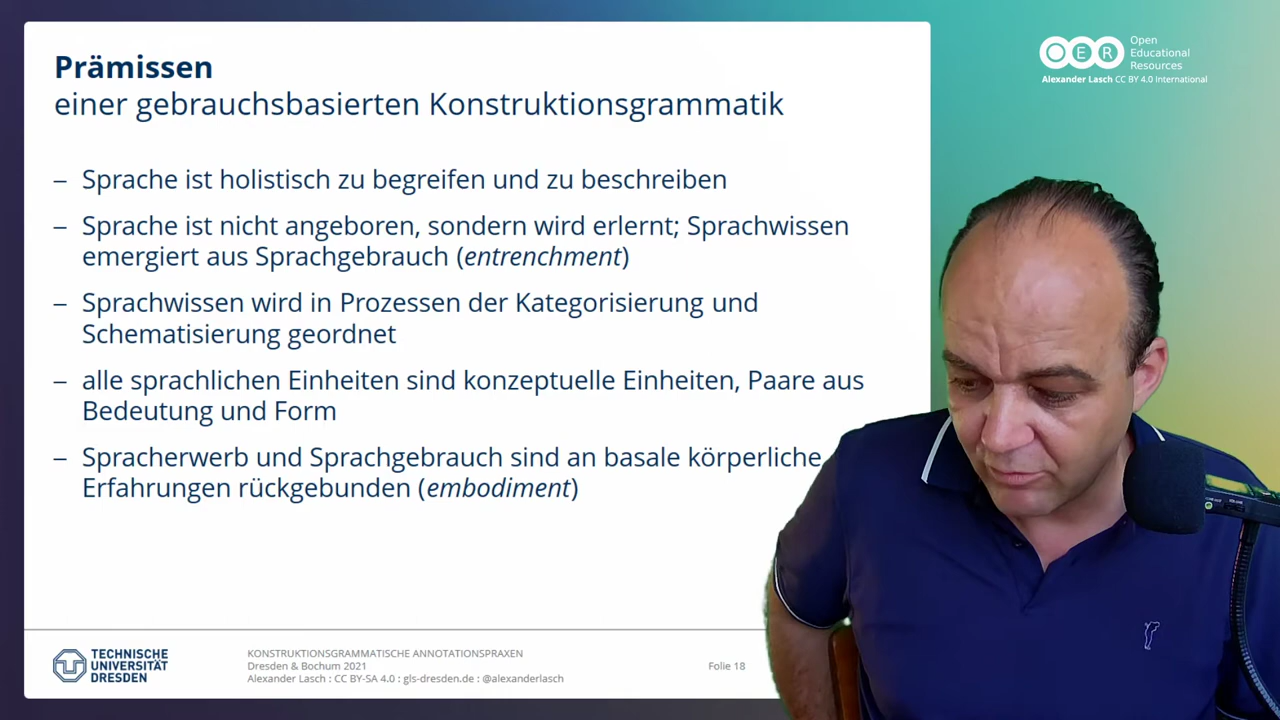 Prämissen
einer gebrauchsbasierten Konstruktionsgrammatik
– Sprache ist holistisch zu begreifen und zu beschreiben
– Sprache ist nicht angeboren, sondern wird erlernt; Sprachwissen
emergiert aus Sprachgebrauch (entrenchment)
– Sprachwissen wird in Prozessen der Kategorisierung und
Schematisierung geordnet
– alle sprachlichen Einheiten sind konzeptuelle Einheiten, Paare aus
Bedeutung und Form
– Spracherwerb und Sprachgebrauch sind an basale körperliche
Erfahrungen rückgebunden (embodiment)
TECHNISCHE
UNIVERSITÄT
DRESDEN
KONSTRUKTIONSGRAMMATISCHE ANNOTATIONSPRAXEN
Dresden & Bochum 2021
Alexander Lasch : CC BY-SA 4.0 : gls-dresden.de : @alexanderlasch
Folie 18
OER
Open
Educational
Resources
Alexander Lasch CC BY 4.0 International